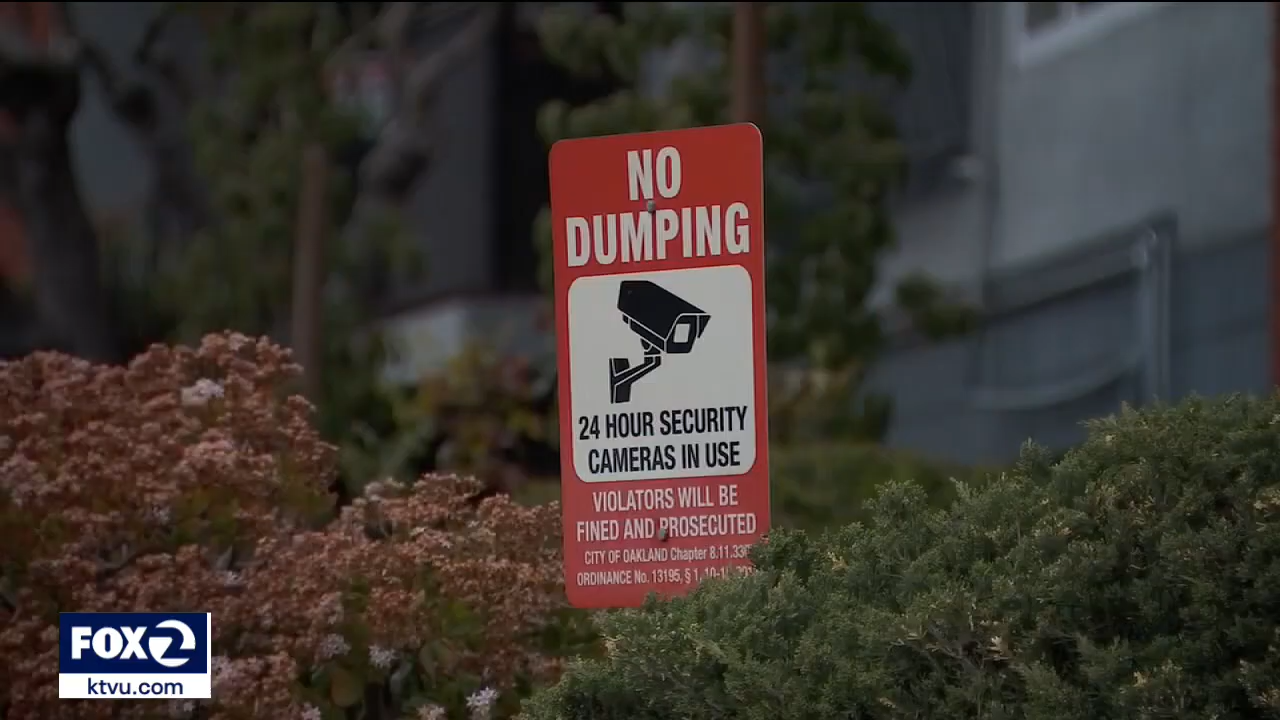 NO
DUMPING
24 HOUR SECURITY
CAMERAS IN USE
VIOLATORS WILL BE
FINED AND PROSECUTED
CITY OF OAKLAND Chapter
ORDINANCE No. 13195, § 1,
FOX 2
ktvu.com